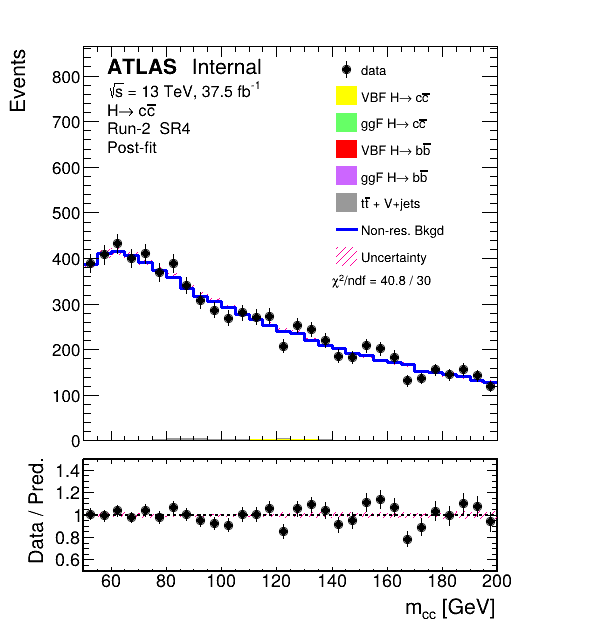 Events
ATLAS Internal
√s = 13 TeV, 37.5 fb⁻¹
H→ cc̅
Run-2 SR4
Post-fit
data
VBF H→ cc̅
ggF H→ cc̅
VBF H→ bb̅
ggF H→ bb̅
tt̅ + V+jets
Non-res. Bkgd
Uncertainty
χ²/ndf = 40.8 / 30
800
700
600
500
400
300
200
100
0
Data / Pred.
1.4
1.2
1
0.8
0.6
60 80 100 120 140 160 180 200
m_cc [GeV]